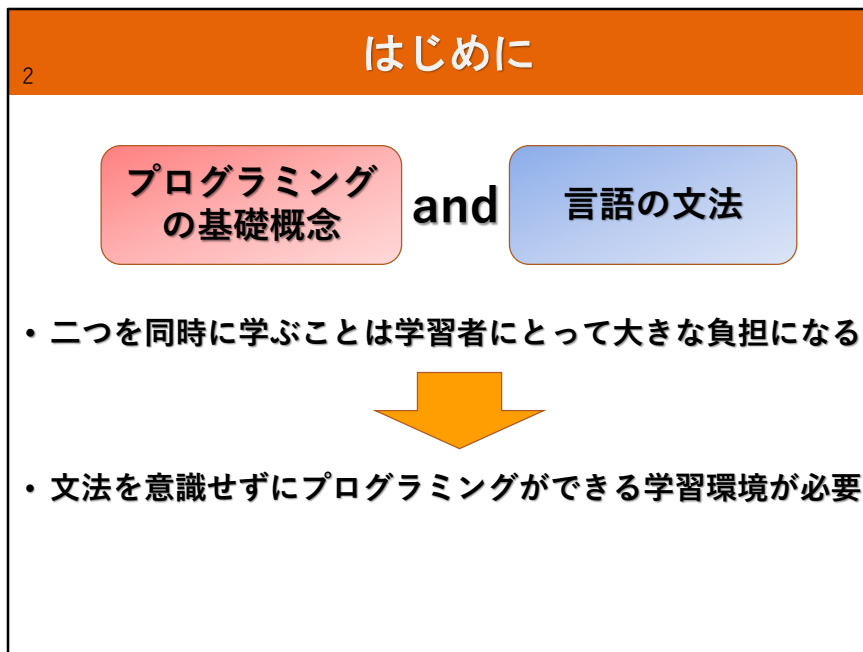 はじめに
2
プログラミング
の基礎概念
and
言語の文法
・二つを同時に学ぶことは学習者にとって大きな負担になる
・文法を意識せずにプログラミングができる学習環境が必要